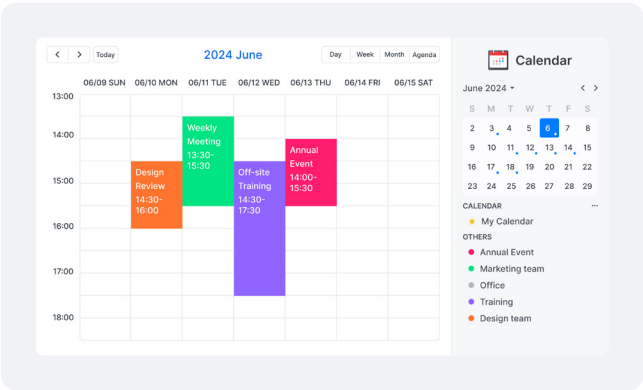 Today
2024 June
Day Week Month Agenda
06/09 SUN 06/10 MON 06/11 TUE 06/12 WED 06/13 THU 06/14 FRI 06/15 SAT
13:00
14:00
15:00
16:00
17:00
18:00
Design
Review
14:30-
16:00
Weekly
Meeting
13:30-
15:30
Off-site
Training
14:30-
17:30
Annual
Event
14:00-
15:30
Calendar
June 2024
S M T W T F S
2 3 4 5 6 7 8
9 10 11 12 13 14 15
16 17 18 19 20 21 22
23 24 25 26 27 28 29
CALENDAR
My Calendar
OTHERS
Annual Event
Marketing team
Office
Training
Design team